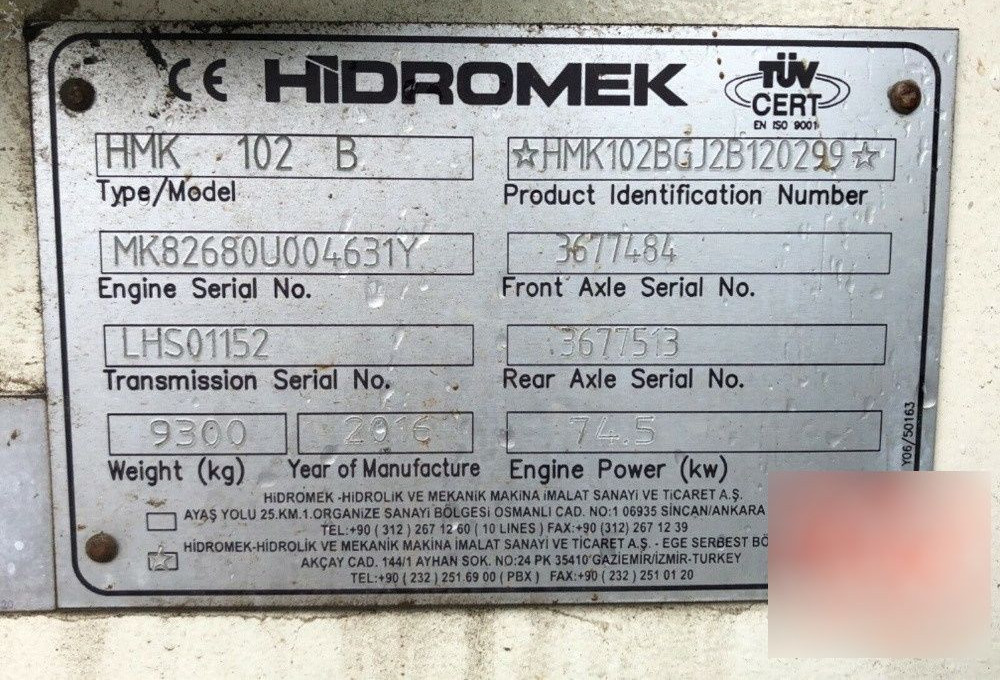 CE HİDROMEK TÜV CERT
EN ISO 9001
HMK 102 B ☆HMK102BGJ2B120299☆
Type/Model Product Identification Number
MK82680U004631Y 3677484
Engine Serial No. Front Axle Serial No.
LHS01152 3677513
Transmission Serial No. Rear Axle Serial No.
9300 2016 74.5
Weight (kg) Year of Manufacture Engine Power (kw)
Y06/50163
HİDROMEK -HİDROLİK VE MEKANİK MAKİNA İMALAT SANAYİ VE TİCARET A.Ş.
AYAŞ YOLU 25.KM.1.ORGANİZE SANAYİ BÖLGESİ OSMANLI CAD. NO:1 06935 SİNCAN/ANKARA
TEL:+90 ( 312 ) 267 12 60 ( 10 LINES ) FAX:+90 (312) 267 12 39
HİDROMEK-HİDROLİK VE MEKANİK MAKİNA İMALAT SANAYİ VE TİCARET A.Ş. - EGE SERBEST
AKÇAY CAD. 144/1 AYHAN SOK. NO:24 PK 35410 GAZİEMİR/İZMİR-TURKEY
TEL:+90 ( 232 ) 251 69 00 ( PBX ) FAX:+90 ( 232 ) 251 01 20